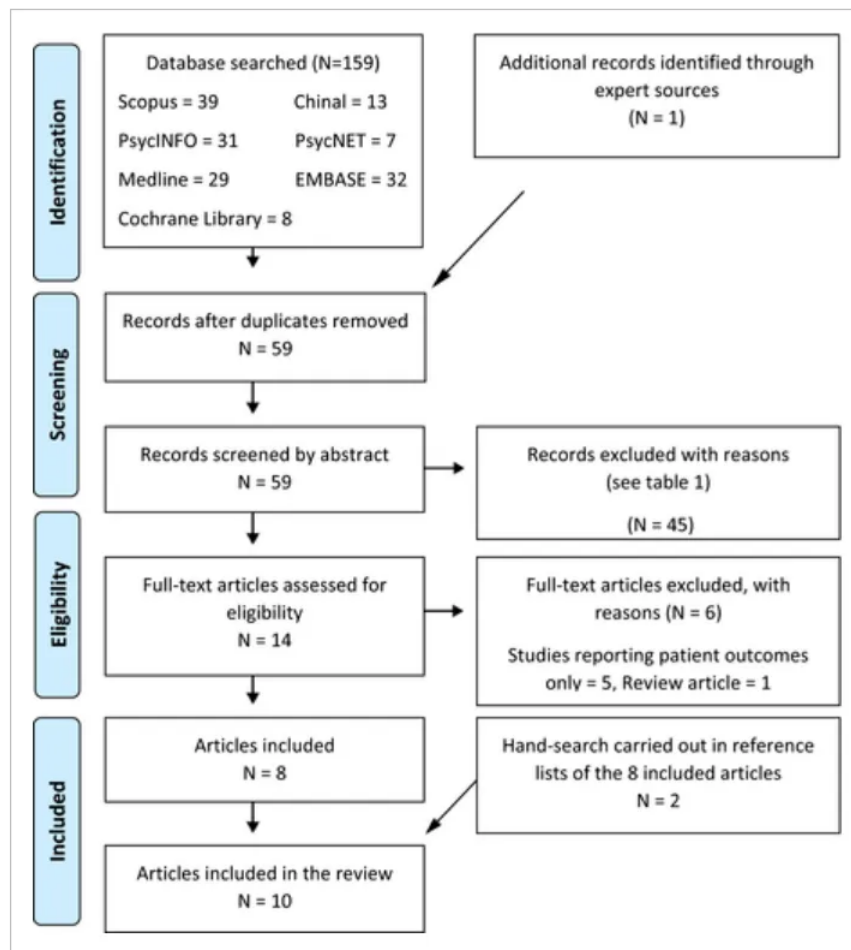 Identification
Database searched (N=159)
Scopus = 39 Chinal = 13
PsycINFO = 31 PsycNET = 7
Medline = 29 EMBASE = 32
Cochrane Library = 8
Additional records identified through
expert sources
(N = 1)
Screening
Records after duplicates removed
N = 59
Records screened by abstract
N = 59
Records excluded with reasons
(see table 1)
(N = 45)
Eligibility
Full-text articles assessed for
eligibility
N = 14
Full-text articles excluded, with
reasons (N = 6)
Studies reporting patient outcomes
only = 5, Review article = 1
Included
Articles included
N = 8
Hand-search carried out in reference
lists of the 8 included articles
N = 2
Articles included in the review
N = 10